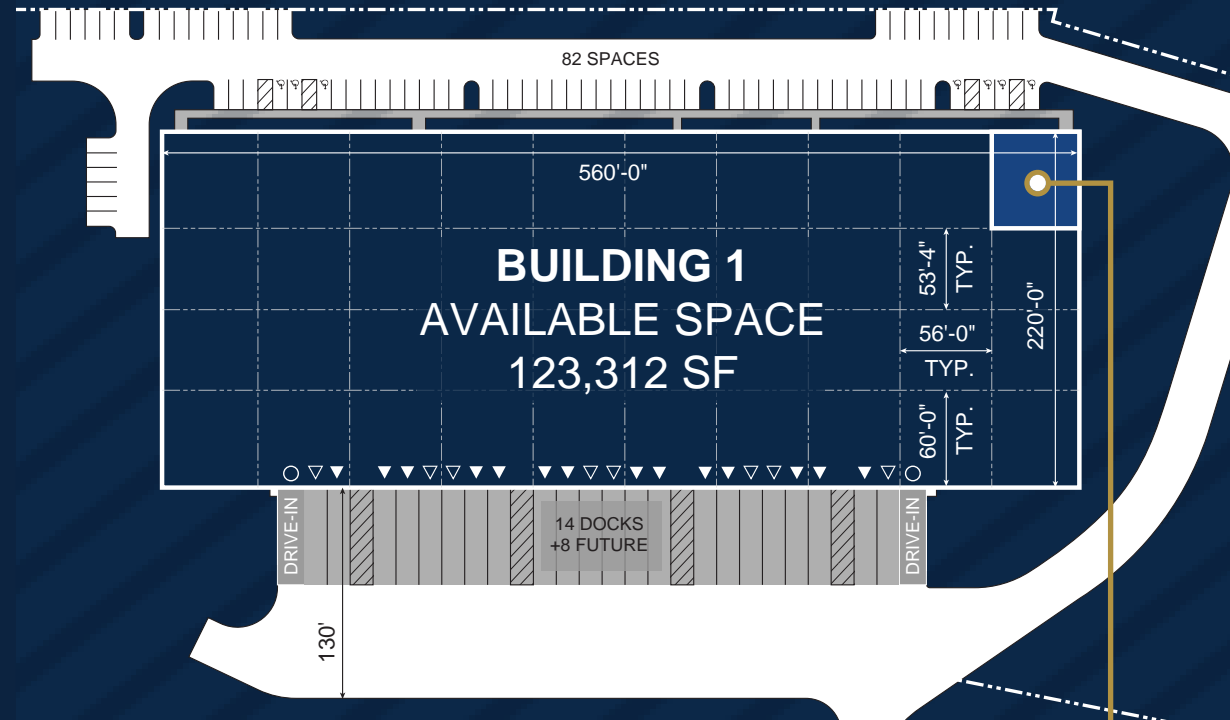 82 SPACES
560'-0"
BUILDING 1
AVAILABLE SPACE
123,312 SF
53'-4"
TYP.
220'-0"
56'-0"
TYP.
60'-0"
TYP.
DRIVE-IN
14 DOCKS
+8 FUTURE
DRIVE-IN
130'